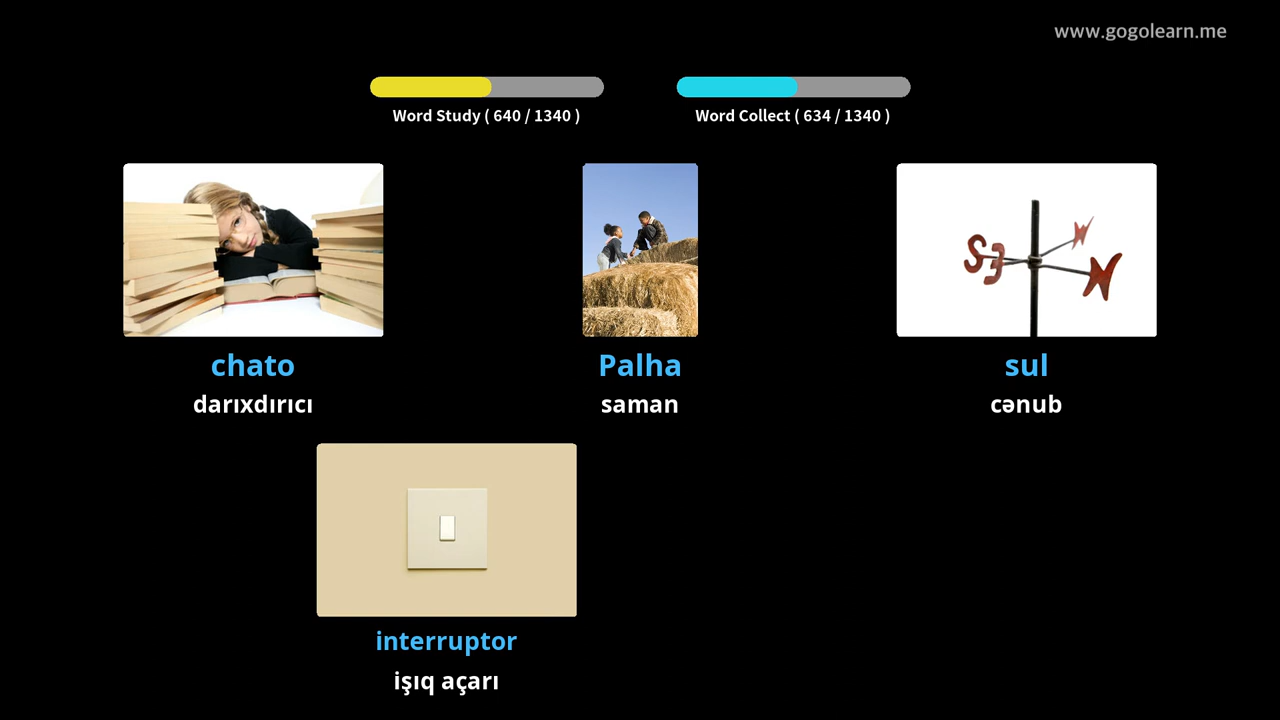 www.gogolearn.me
Word Study ( 640 / 1340 )
Word Collect ( 634 / 1340 )
S
E
N
W
chato
Palha
sul
darıxdırıcı
saman
cənub
interruptor
işıq açarı